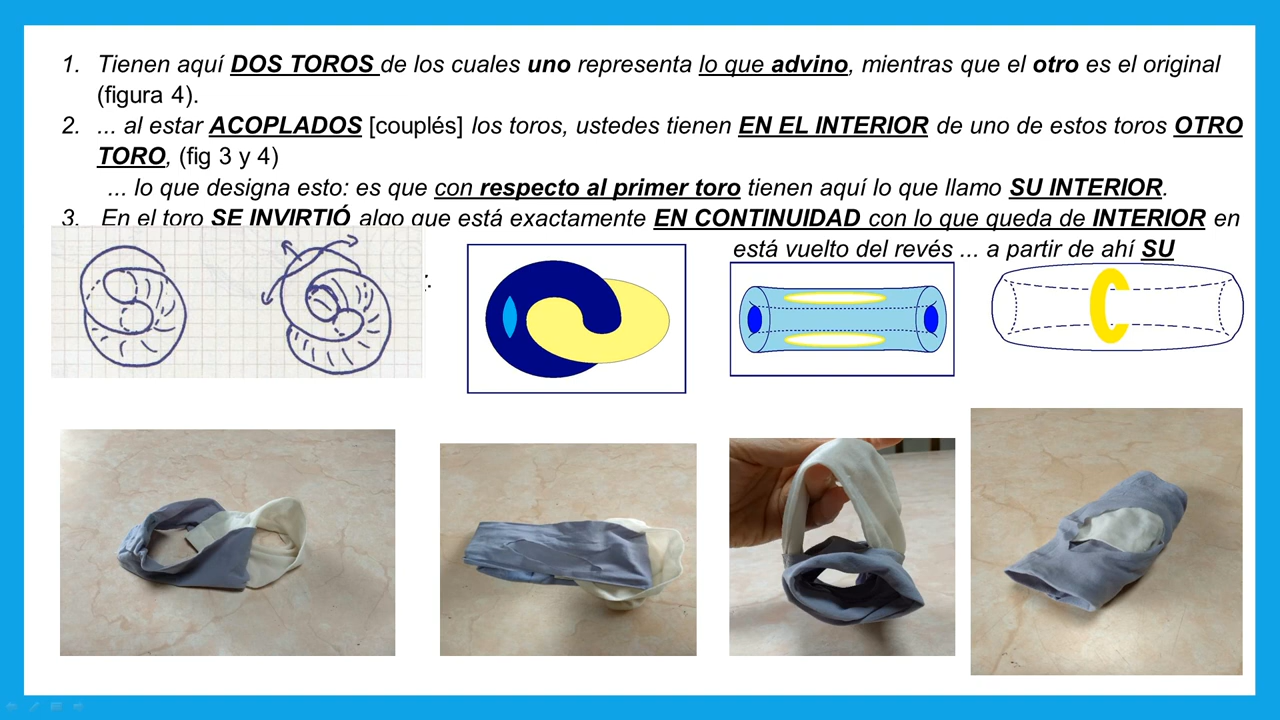 1. Tienen aquí DOS TOROS de los cuales uno representa lo que advino, mientras que el otro es el original
(figura 4).
2. ... al estar ACOPLADOS [couplés] los toros, ustedes tienen EN EL INTERIOR de uno de estos toros OTRO
TORO, (fig 3 y 4)
... lo que designa esto: es que con respecto al primer toro tienen aquí lo que llamo SU INTERIOR.
3. En el toro SE INVIRTIÓ algo que está exactamente EN CONTINUIDAD con lo que queda de INTERIOR en
está vuelto del revés ... a partir de ahí SU
: